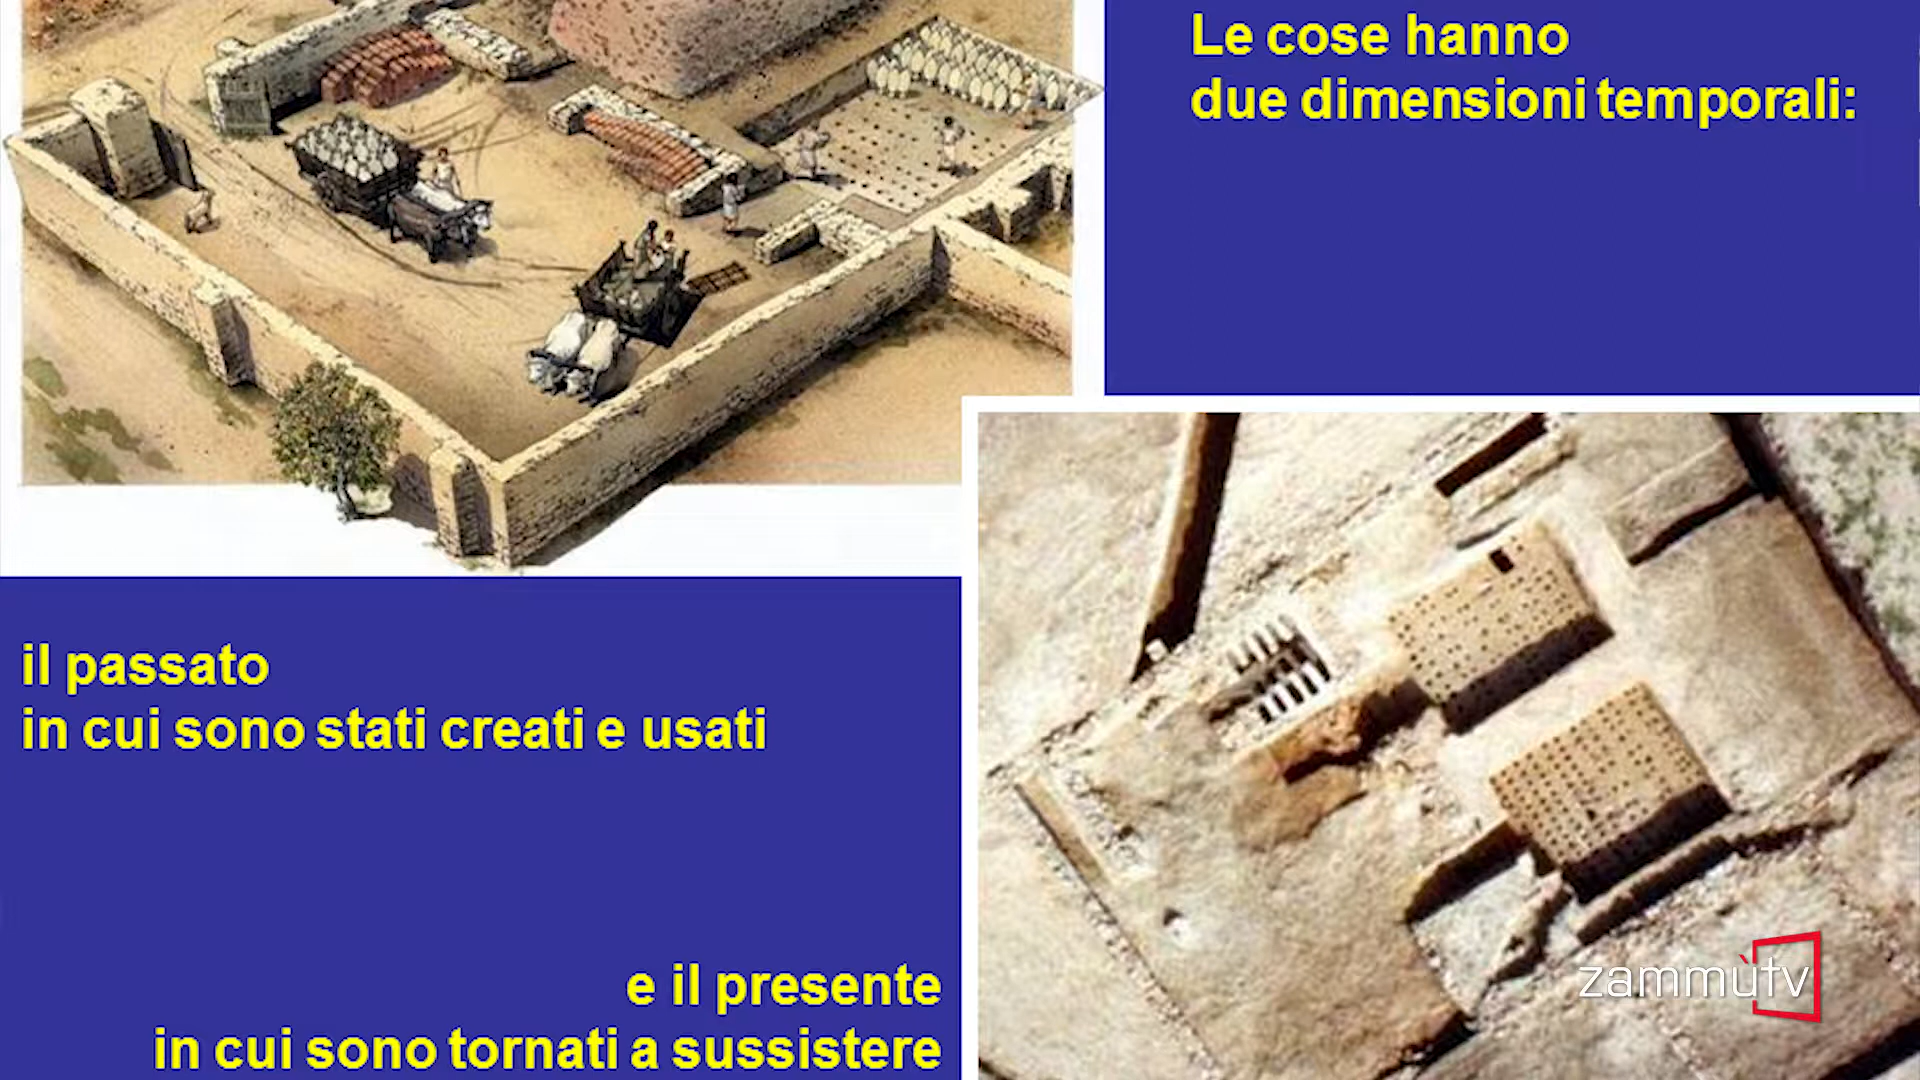 Le cose hanno
due dimensioni temporali:
il passato
in cui sono stati creati e usati
e il presente
in cui sono tornati a sussistere
zammùtv